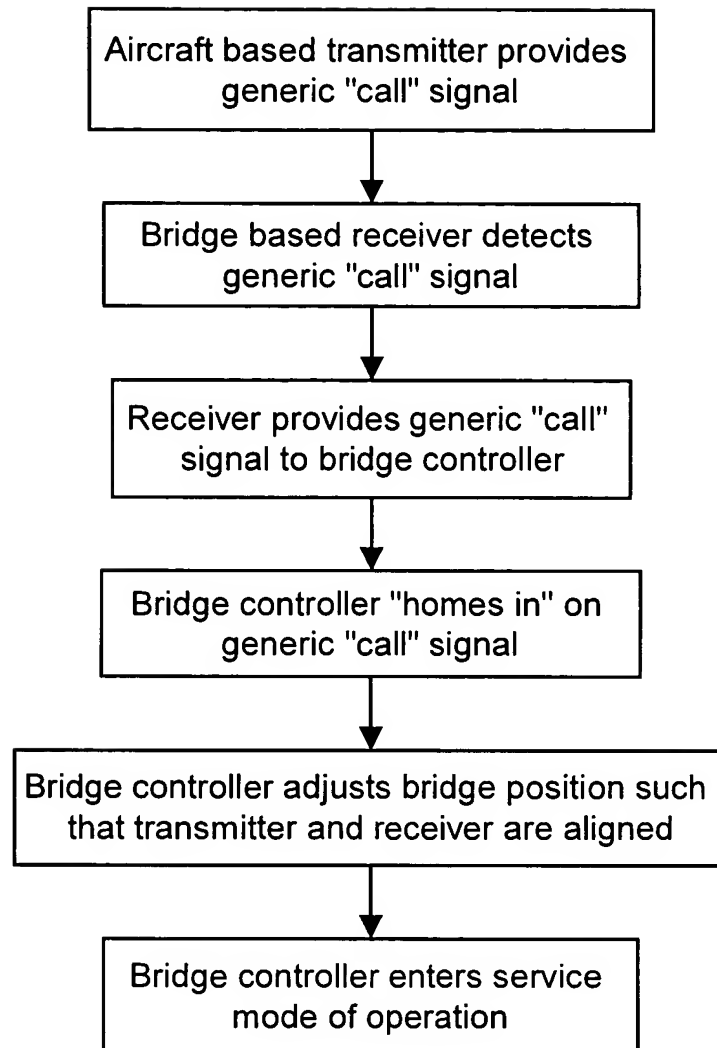 Aircraft based transmitter provides
generic "call" signal
Bridge based receiver detects
generic "call" signal
Receiver provides generic "call"
signal to bridge controller
Bridge controller "homes in" on
generic "call" signal
Bridge controller adjusts bridge position such
that transmitter and receiver are aligned
Bridge controller enters service
mode of operation